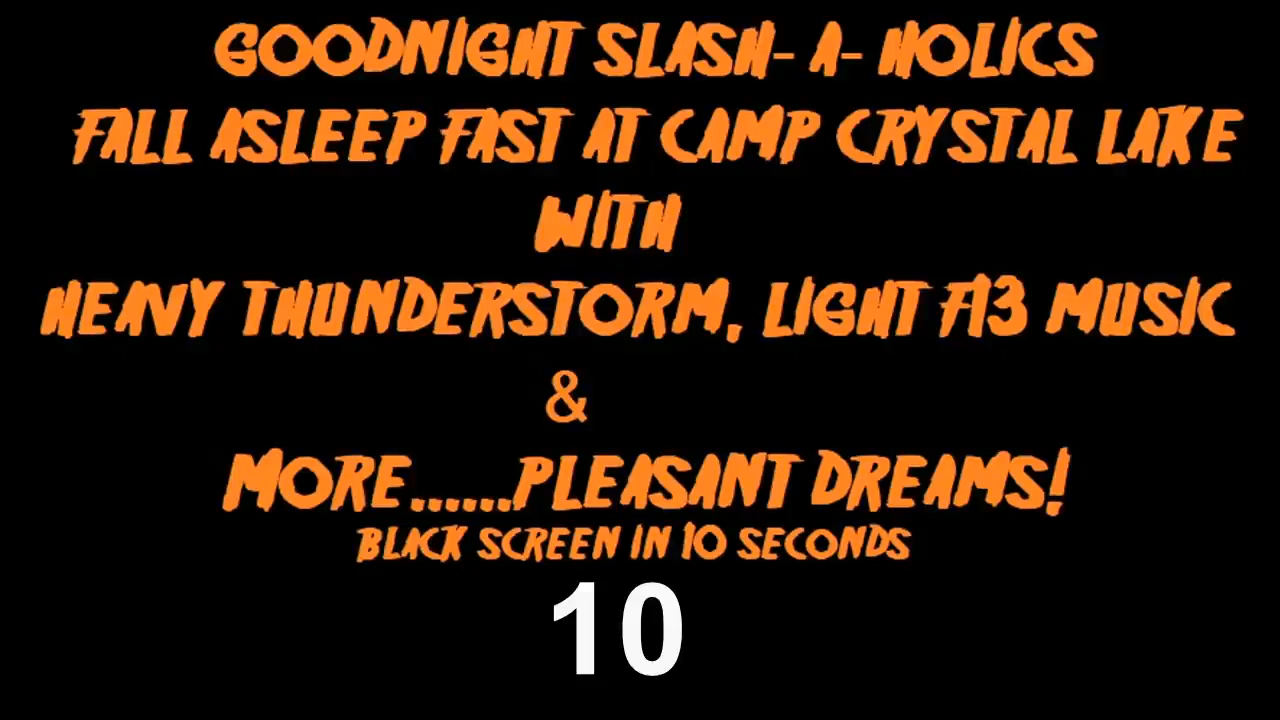 GOODNIGHT SLASH- A- HOLICS
FALL ASLEEP FAST AT CAMP CRYSTAL LAKE
WITH
HEAVY THUNDERSTORM, LIGHT F13 MUSIC
&
MORE......PLEASANT DREAMS!
BLACK SCREEN IN 10 SECONDS
10